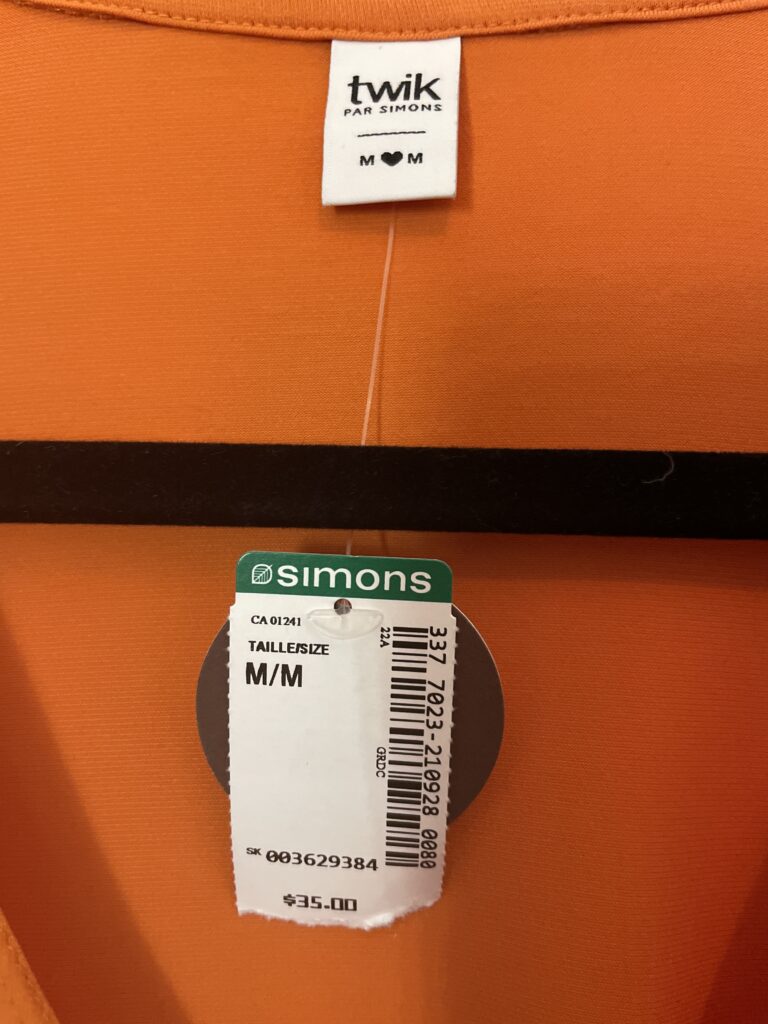 twik
PAR SIMONS
M ♥ M
simons
CA 01241
TAILLE/SIZE
M/M
22A
337 7023-210928 0080
GRDC
SK 003629384
$35.00